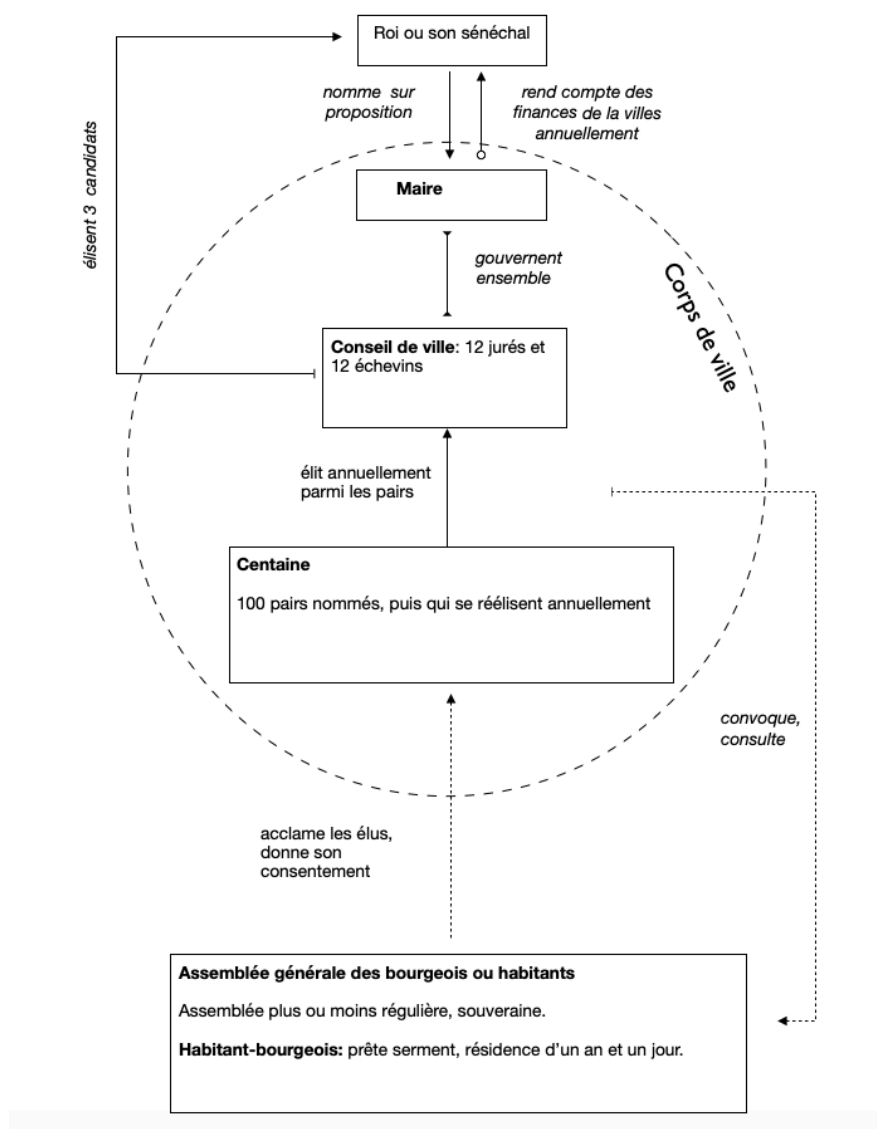 Roi ou son sénéchal
nomme sur
proposition
rend compte des
finances de la villes
annuellement
élisent 3 candidats
Maire
gouvernent
ensemble
Corps de ville
Conseil de ville: 12 jurés et
12 échevins
élit annuellement
parmi les pairs
Centaine
100 pairs nommés, puis qui se réélisent annuellement
convoque,
consulte
acclame les élus,
donne son
consentement
Assemblée générale des bourgeois ou habitants
Assemblée plus ou moins régulière, souveraine.
Habitant-bourgeois: prête serment, résidence d'un an et un jour.